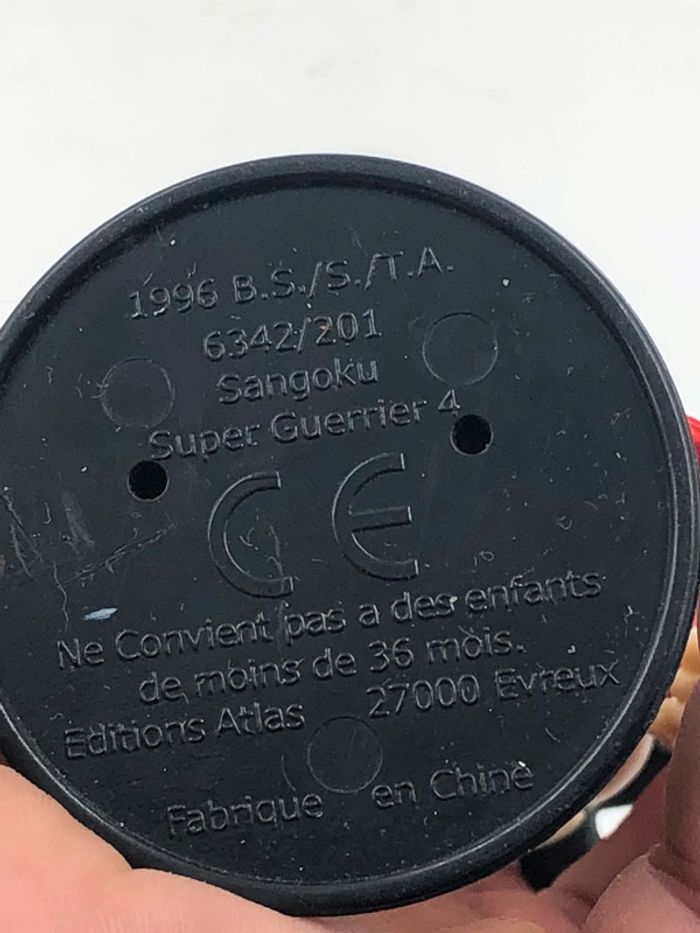 1996 B.S./S./T.A.
6342/201
Sangoku
Super Guerrier 4
CE
Ne Convient pas a des enfants
de moins de 36 mois.
Editions Atlas 27000 Evreux
Fabrique en Chine